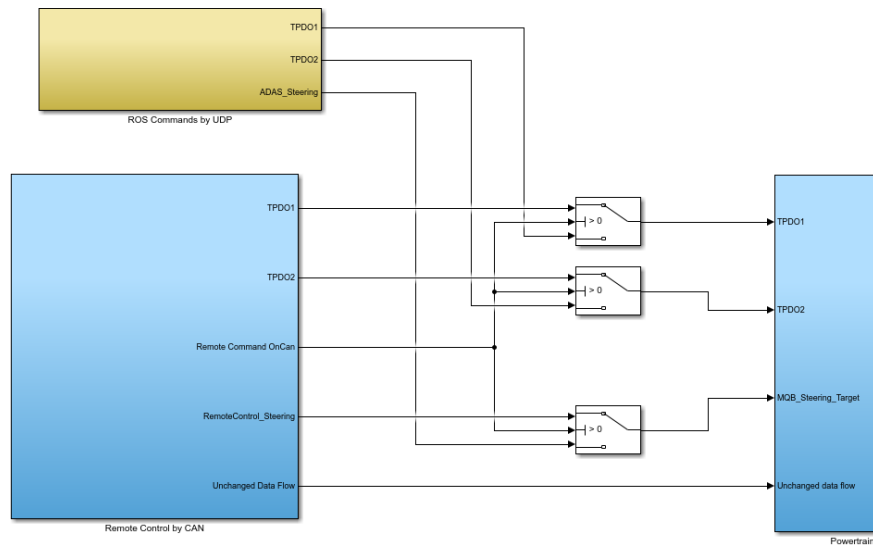 TPDO1
TPDO2
ADAS_Steering
ROS Commands by UDP
TPDO1
TPDO2
Remote Command OnCan
RemoteControl_Steering
Unchanged Data Flow
Remote Control by CAN
> 0
> 0
> 0
TPDO1
TPDO2
MQB_Steering_Target
Unchanged data flow
Powertrain